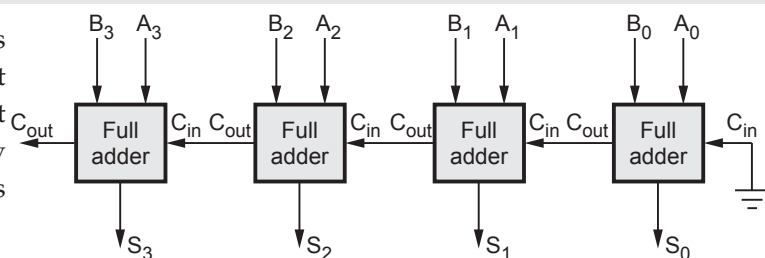 B3 A3 B2 A2 B1 A1 B0 A0
s
t
t Cout Full adder Cin Cout Full adder Cin Cout Full adder Cin Cout Full adder Cin
y
s
S3 S2 S1 S0